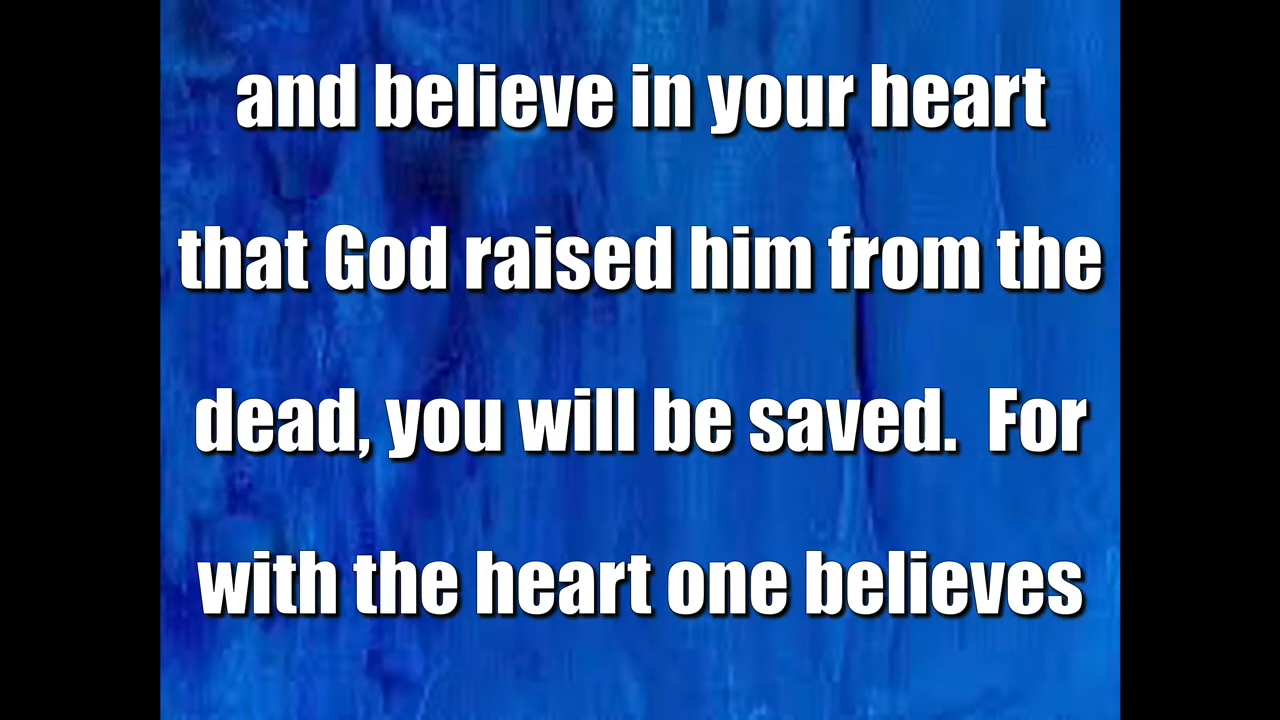 and believe in your heart
that God raised him from the
dead, you will be saved.  For
with the heart one believes